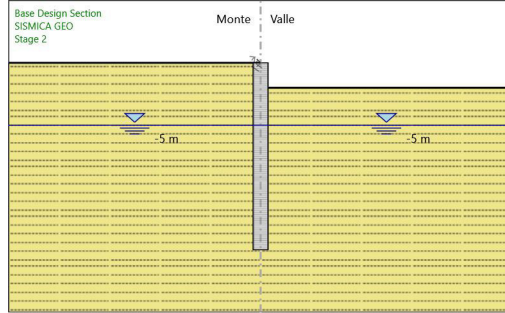 Base Design Section
SISMICA GEO
Stage 2
Monte
Valle
-5 m
-5 m